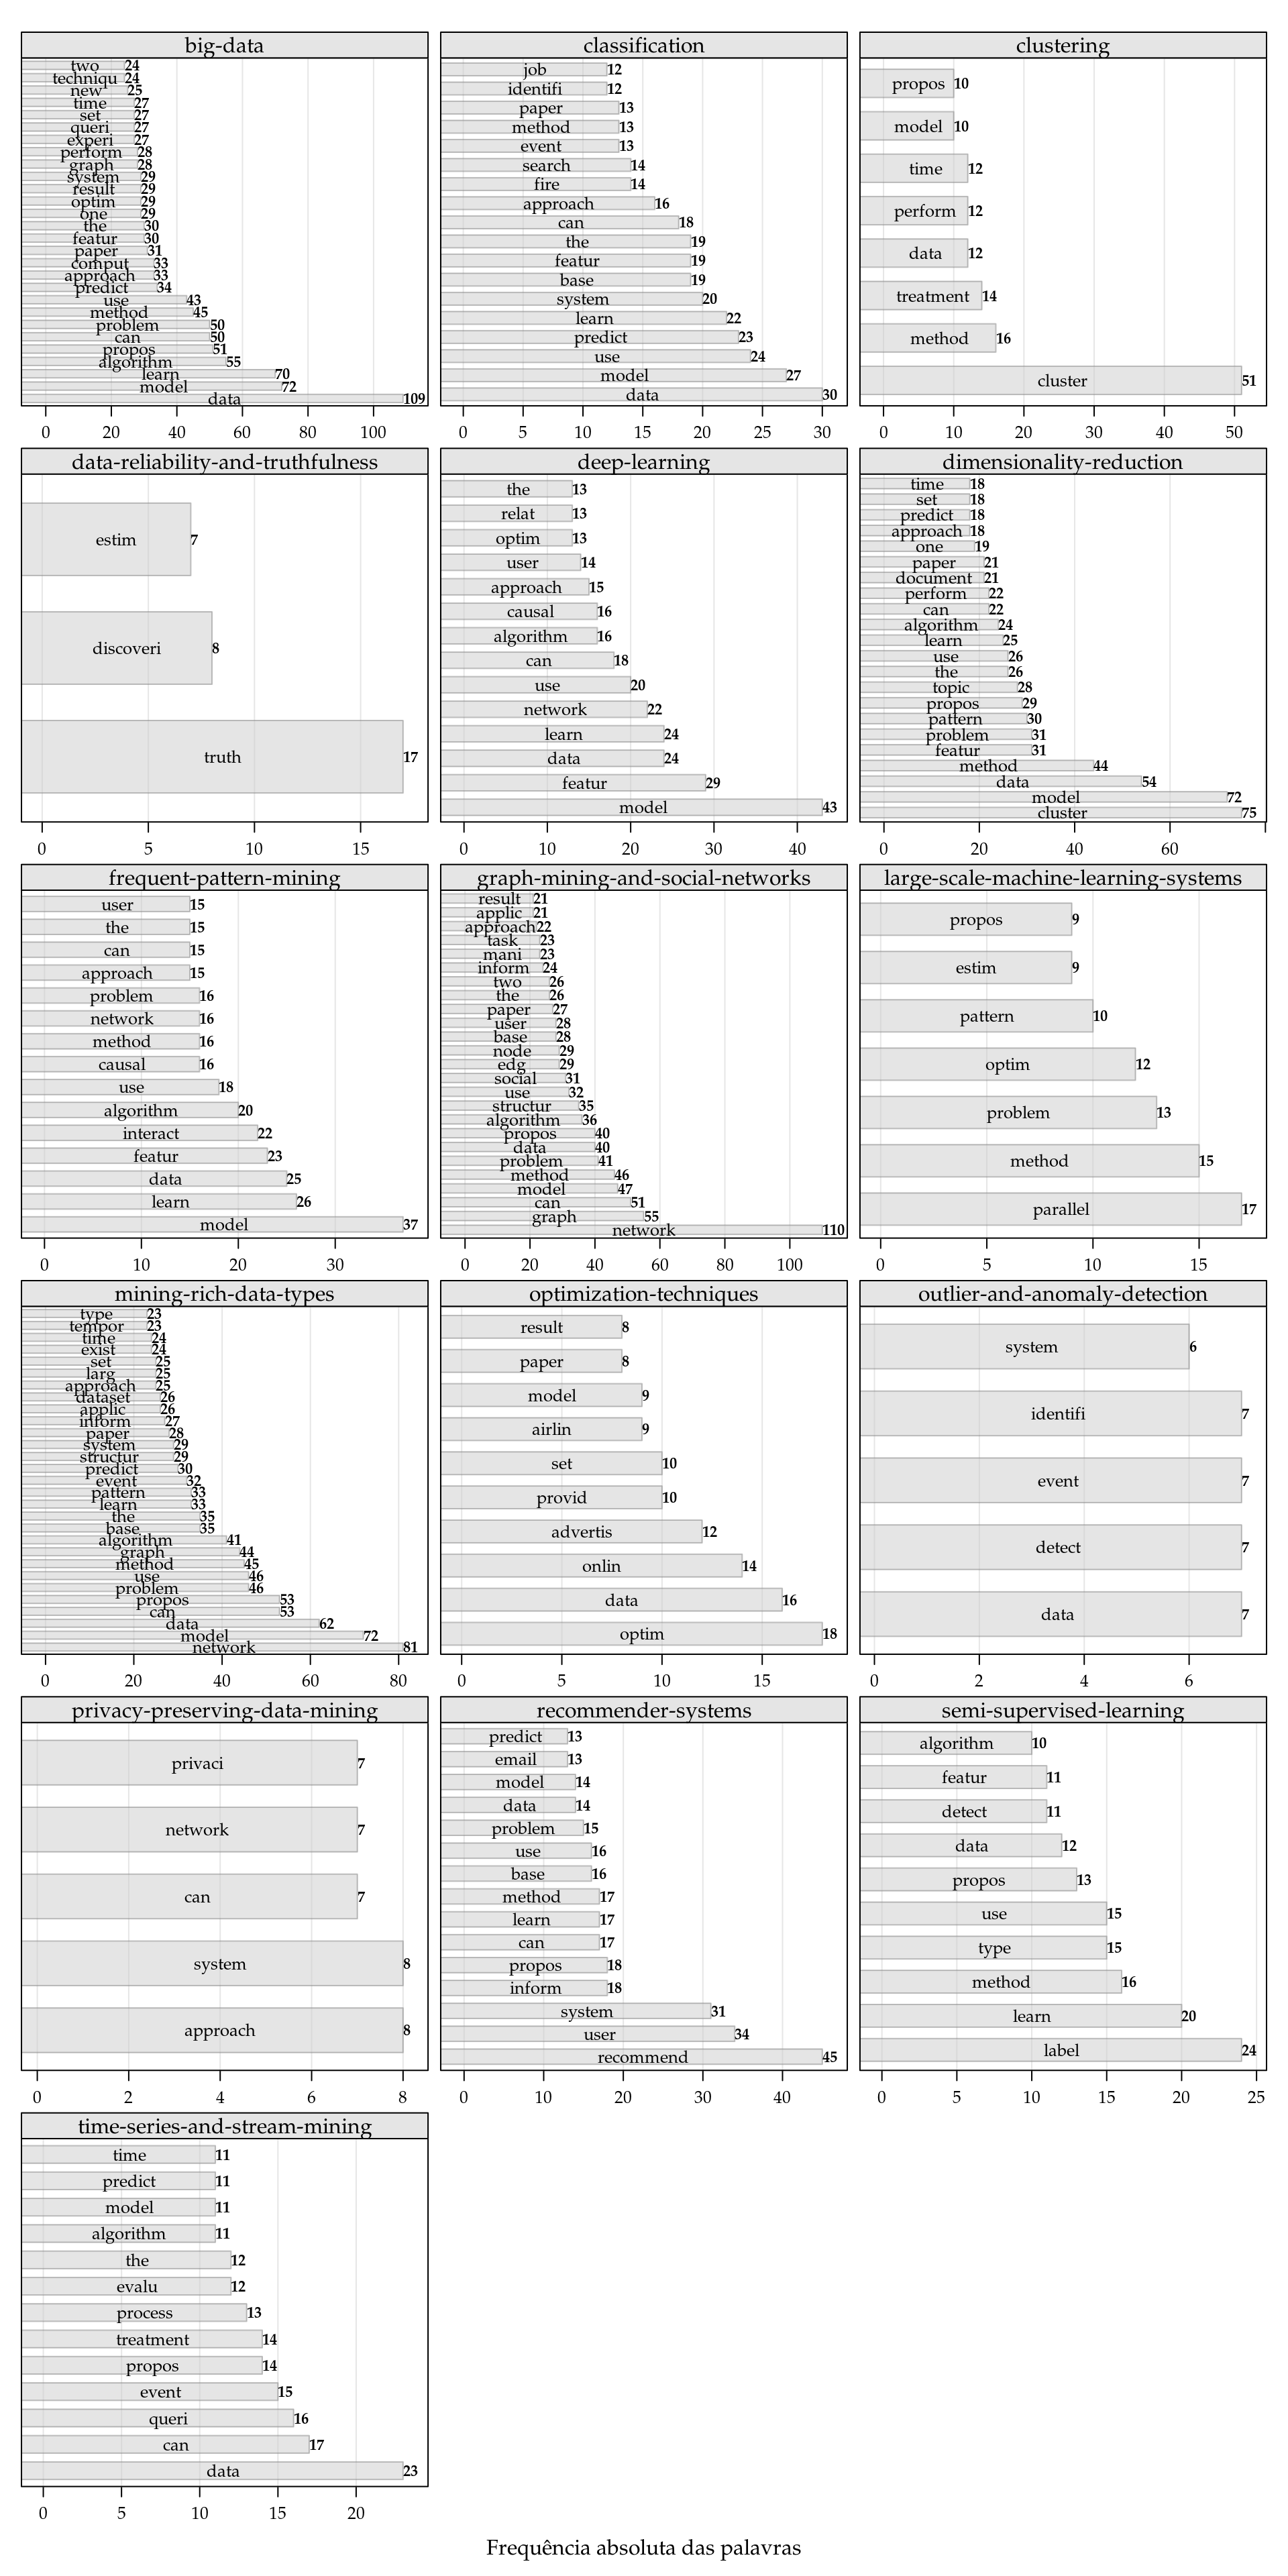 big-data
two 24
techniqu 24
new 25
time 27
set 27
queri 27
experi 27
perform 28
graph 28
system 29
result 29
optim 29
one 29
the 30
featur 30
paper 31
comput 33
approach 33
predict 34
use 43
method 45
problem 50
can 50
propos 51
algorithm 55
learn 70
model 72
data 109
0 20 40 60 80 100
classification
job 12
identifi 12
paper 13
method 13
event 13
search 14
fire 14
approach 16
can 18
the 19
featur 19
base 19
system 20
learn 22
predict 23
use 24
model 27
data 30
0 5 10 15 20 25 30
clustering
propos 10
model 10
time 12
perform 12
data 12
treatment 14
method 16
cluster 51
0 10 20 30 40 50
data-reliability-and-truthfulness
estim 7
discoveri 8
truth 17
0 5 10 15
deep-learning
the 13
relat 13
optim 13
user 14
approach 15
causal 16
algorithm 16
can 18
use 20
network 22
learn 24
data 24
featur 29
model 43
0 10 20 30 40
dimensionality-reduction
time 18
set 18
predict 18
approach 18
one 19
paper 21
document 21
perform 22
can 22
algorithm 24
learn 25
use 26
the 26
topic 28
propos 29
pattern 30
problem 31
featur 31
method 44
data 54
model 72
cluster 75
0 20 40 60
frequent-pattern-mining
user 15
the 15
can 15
approach 15
problem 16
network 16
method 16
causal 16
use 18
algorithm 20
interact 22
featur 23
data 25
learn 26
model 37
0 10 20 30
graph-mining-and-social-networks
result 21
applic 21
approach 22
task 23
mani 23
inform 24
two 26
the 26
paper 27
user 28
base 28
node 29
edg 29
social 31
use 32
structur 35
algorithm 36
propos 40
data 40
problem 41
method 46
model 47
can 51
graph 55
network 110
0 20 40 60 80 100
large-scale-machine-learning-systems
propos 9
estim 9
pattern 10
optim 12
problem 13
method 15
parallel 17
0 5 10 15
mining-rich-data-types
type 23
tempor 23
time 24
exist 24
set 25
larg 25
approach 25
dataset 26
applic 26
inform 27
paper 28
system 29
structur 29
predict 30
event 32
pattern 33
learn 33
the 35
base 35
algorithm 41
graph 44
method 45
use 46
problem 46
propos 53
can 53
data 62
model 72
network 81
0 20 40 60 80
optimization-techniques
result 8
paper 8
model 9
airlin 9
set 10
provid 10
advertis 12
onlin 14
data 16
optim 18
0 5 10 15
outlier-and-anomaly-detection
system 6
identifi 7
event 7
detect 7
data 7
0 2 4 6
privacy-preserving-data-mining
privaci 7
network 7
can 7
system 8
approach 8
0 2 4 6 8
recommender-systems
predict 13
email 13
model 14
data 14
problem 15
use 16
base 16
method 17
learn 17
can 17
propos 18
inform 18
system 31
user 34
recommend 45
0 10 20 30 40
semi-supervised-learning
algorithm 10
featur 11
detect 11
data 12
propos 13
use 15
type 15
method 16
learn 20
label 24
0 5 10 15 20 25
time-series-and-stream-mining
time 11
predict 11
model 11
algorithm 11
the 12
evalu 12
process 13
treatment 14
propos 14
event 15
queri 16
can 17
data 23
0 5 10 15 20
Frequência absoluta das palavras